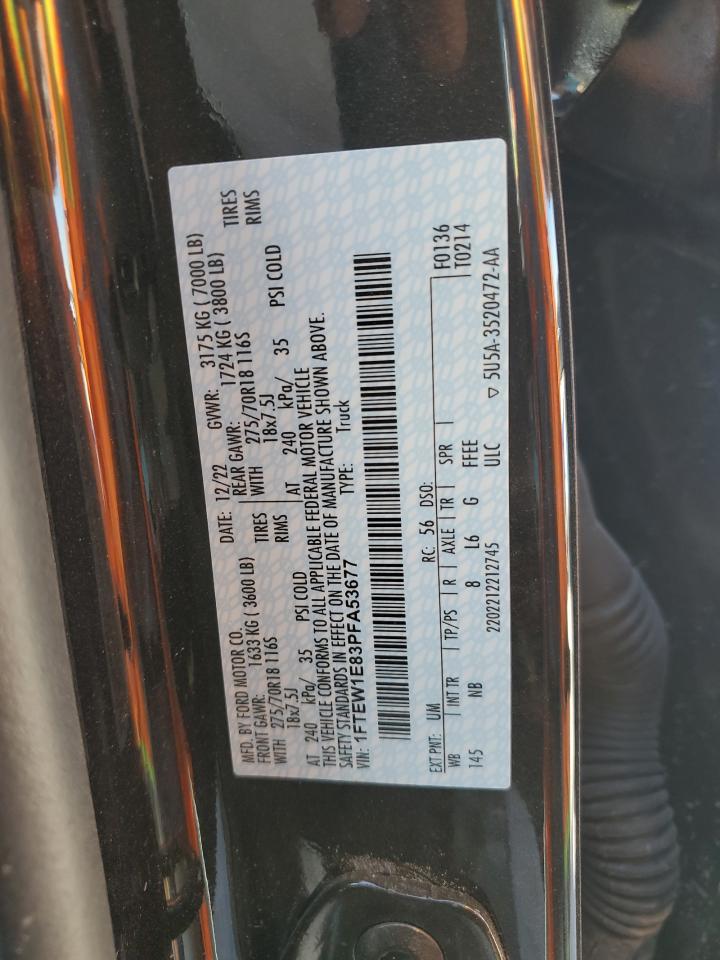 MFD. BY FORD MOTOR CO. DATE: 12/22 GVWR: 3175 KG ( 7000 LB)
FRONT GAWR: 1633 KG ( 3600 LB) REAR GAWR: 1724 KG ( 3800 LB)
WITH 275/70R18 116S TIRES WITH 275/70R18 116S TIRES
18x7.5J RIMS 18x7.5J RIMS
AT 240 kPa/ 35 PSI COLD AT 240 kPa/ 35 PSI COLD
THIS VEHICLE CONFORMS TO ALL APPLICABLE FEDERAL MOTOR VEHICLE
SAFETY STANDARDS IN EFFECT ON THE DATE OF MANUFACTURE SHOWN ABOVE.
VIN: 1FTEW1E83PFA53677 TYPE: Truck
EXT PNT: UM RC: 56 DSO: F0136
WB INT TR TP/PS R AXLE TR SPR T0214
145 NB 8 L6 G FFEE
2202212212745 ULC ▽ 5U5A-3520472-AA